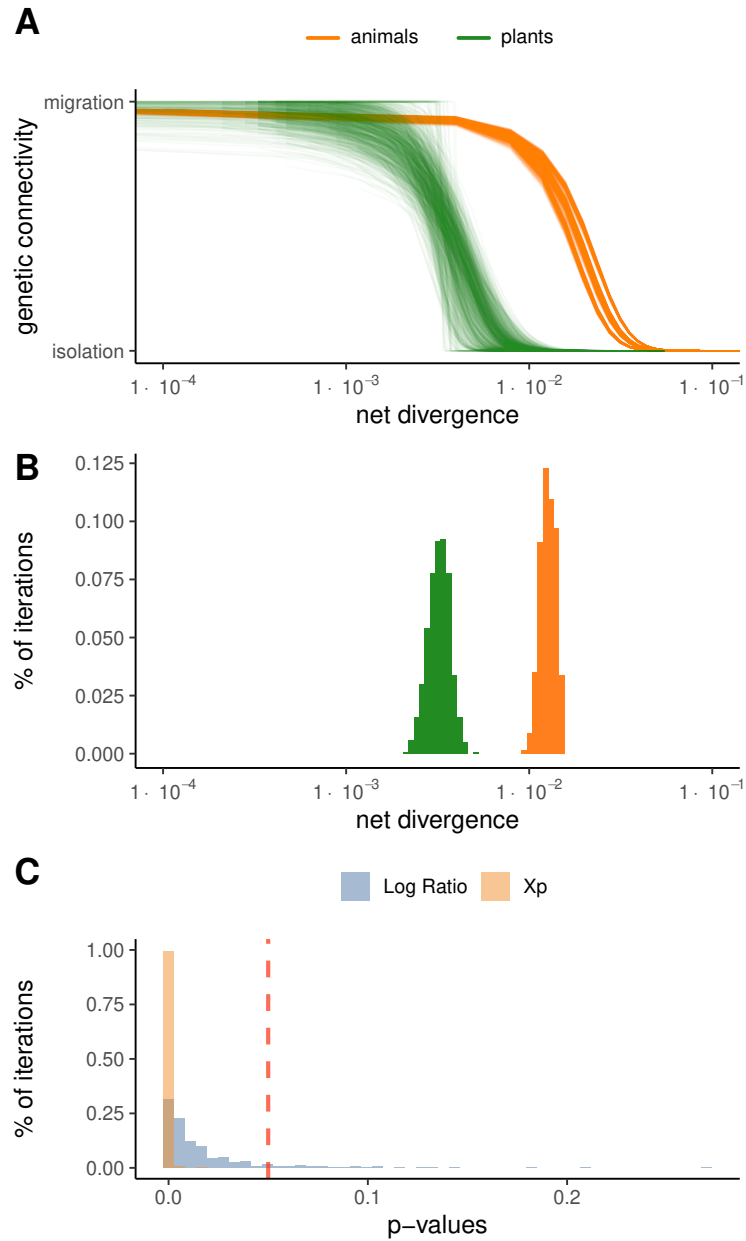 A
animals plants
migration
genetic connectivity
isolation
1 · 10⁻⁴ 1 · 10⁻³ 1 · 10⁻² 1 · 10⁻¹
net divergence
B
0.125
0.100
0.075
0.050
0.025
0.000
% of iterations
1 · 10⁻⁴ 1 · 10⁻³ 1 · 10⁻² 1 · 10⁻¹
net divergence
C
Log Ratio Xp
1.00
0.75
0.50
0.25
0.00
% of iterations
0.0 0.1 0.2
p−values